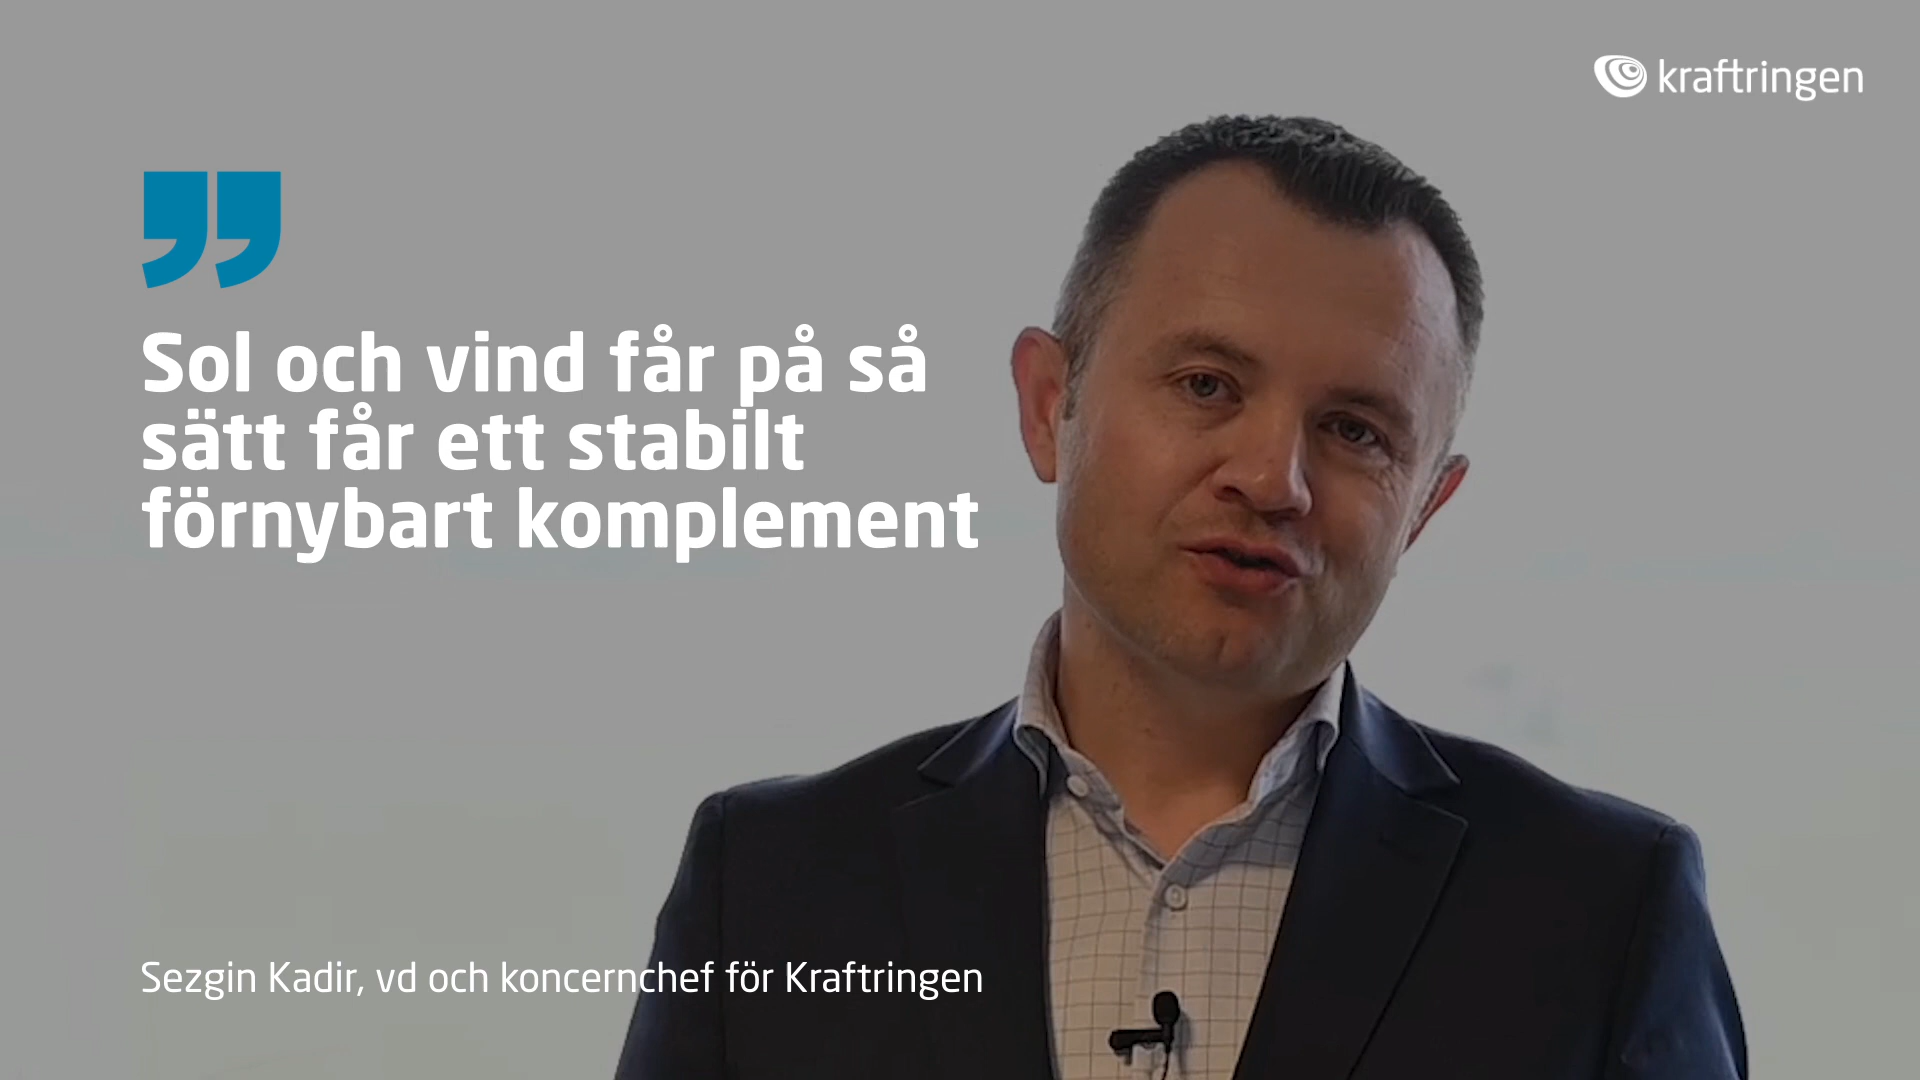 kraftringen
Sol och vind får på så
sätt får ett stabilt
förnybart komplement
Sezgin Kadir, vd och koncernchef för Kraftringen